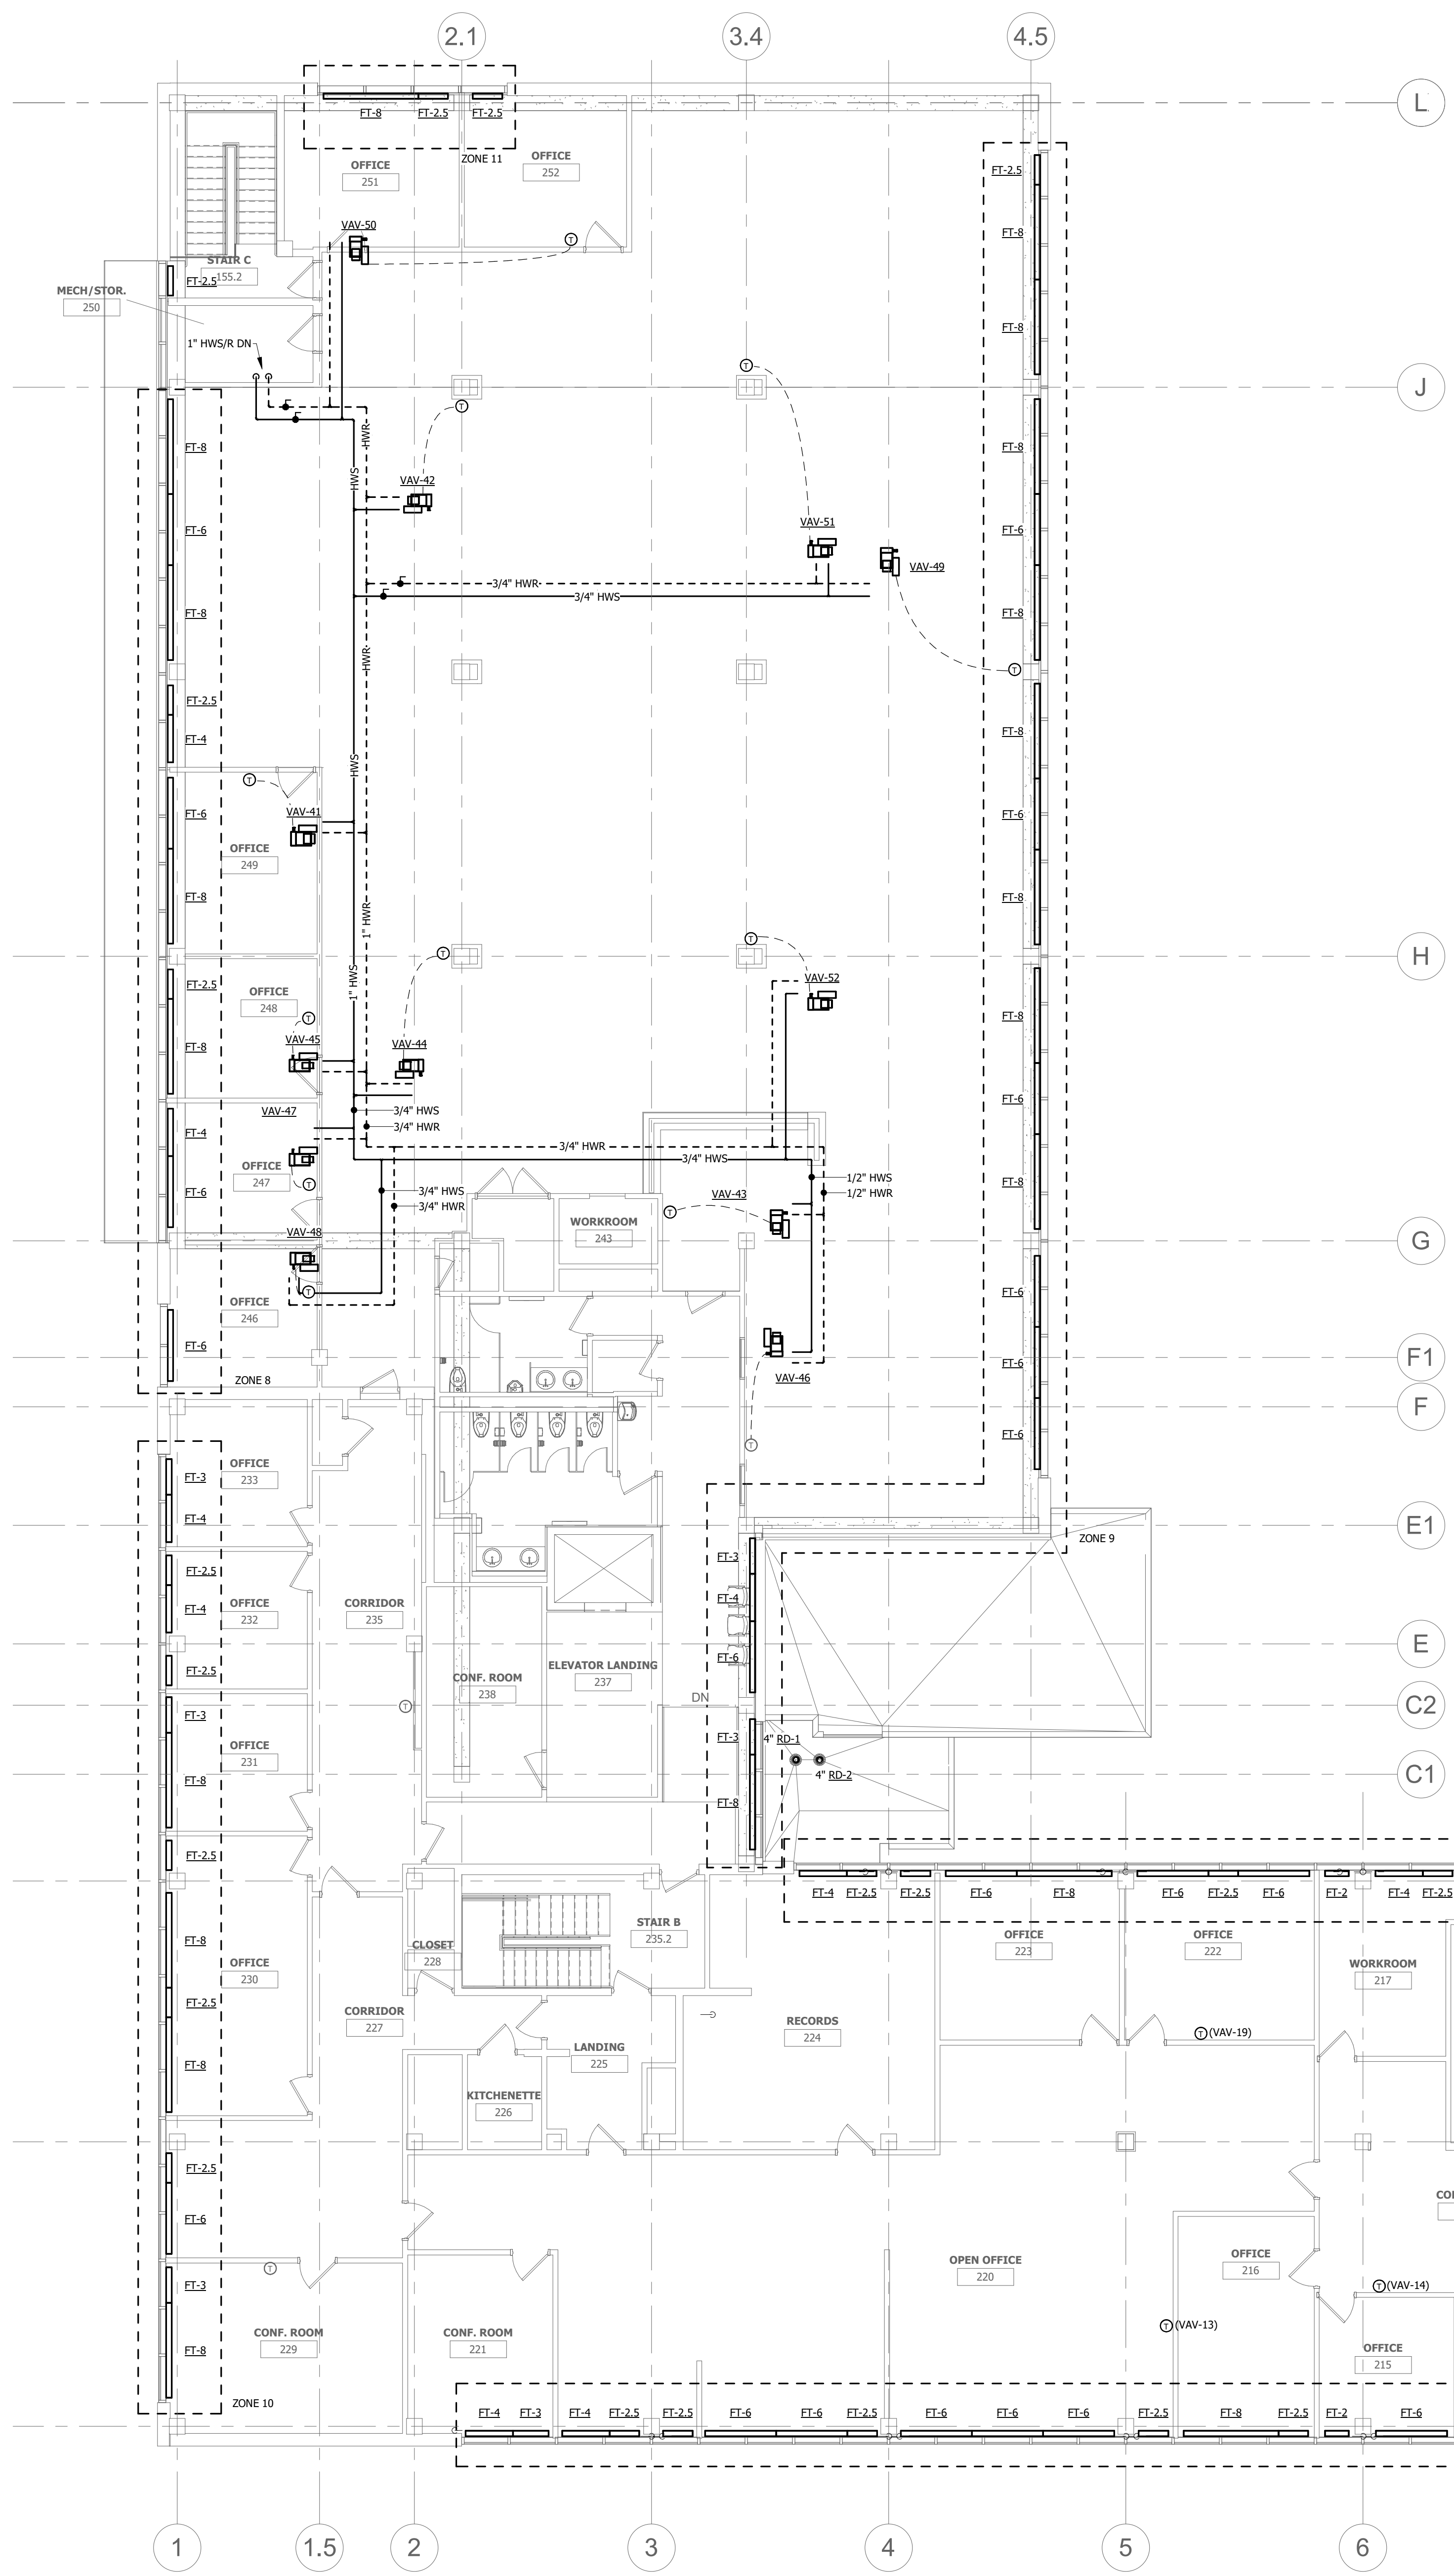 2.1
3.4
4.5
L
FT-8
FT-2.5
FT-2.5
ZONE 11
OFFICE
251
OFFICE
252
FT-2.5
VAV-50
T
FT-8
STAIR C
155.2
FT-2.5
MECH/STOR.
250
FT-8
1" HWS/R DN
T
J
T
HWR
FT-8
FT-8
HWS
VAV-42
VAV-51
FT-6
FT-6
VAV-49
3/4" HWR
3/4" HWS
FT-8
FT-8
HWR
T
FT-2.5
FT-4
FT-8
HWS
T
VAV-41
FT-6
FT-6
OFFICE
249
FT-8
FT-8
1" HWR
T
T
H
1" HWS
VAV-52
FT-2.5
OFFICE
248
T
FT-8
VAV-45
VAV-44
FT-8
FT-6
VAV-47
3/4" HWS
3/4" HWR
FT-4
3/4" HWR
3/4" HWS
OFFICE
247
T
1/2" HWS
1/2" HWR
FT-8
FT-6
3/4" HWS
3/4" HWR
VAV-43
T
WORKROOM
243
VAV-48
G
T
OFFICE
246
FT-6
FT-6
FT-6
F1
ZONE 8
VAV-46
F
T
FT-6
OFFICE
233
FT-3
FT-4
E1
ZONE 9
FT-3
FT-2.5
FT-4
OFFICE
232
CORRIDOR
235
FT-4
E
FT-6
FT-2.5
CONF. ROOM
238
ELEVATOR LANDING
237
DN
T
C2
FT-3
OFFICE
231
FT-3
4" RD-1
4" RD-2
C1
FT-8
FT-8
FT-2.5
FT-4
FT-2.5
FT-2.5
FT-6
FT-8
FT-6
FT-2.5
FT-6
FT-2
FT-4
FT-2.5
STAIR B
235.2
FT-8
CLOSET
228
OFFICE
230
OFFICE
223
OFFICE
222
WORKROOM
217
FT-2.5
CORRIDOR
227
RECORDS
224
T (VAV-19)
LANDING
225
FT-8
KITCHENETTE
226
FT-2.5
FT-6
T
FT-3
OPEN OFFICE
220
OFFICE
216
T (VAV-14)
T (VAV-13)
CONF. ROOM
229
CONF. ROOM
221
FT-8
OFFICE
215
ZONE 10
FT-4
FT-3
FT-4
FT-2.5
FT-2.5
FT-6
FT-6
FT-2.5
FT-6
FT-6
FT-6
FT-2.5
FT-8
FT-2.5
FT-2
FT-6
1
1.5
2
3
4
5
6